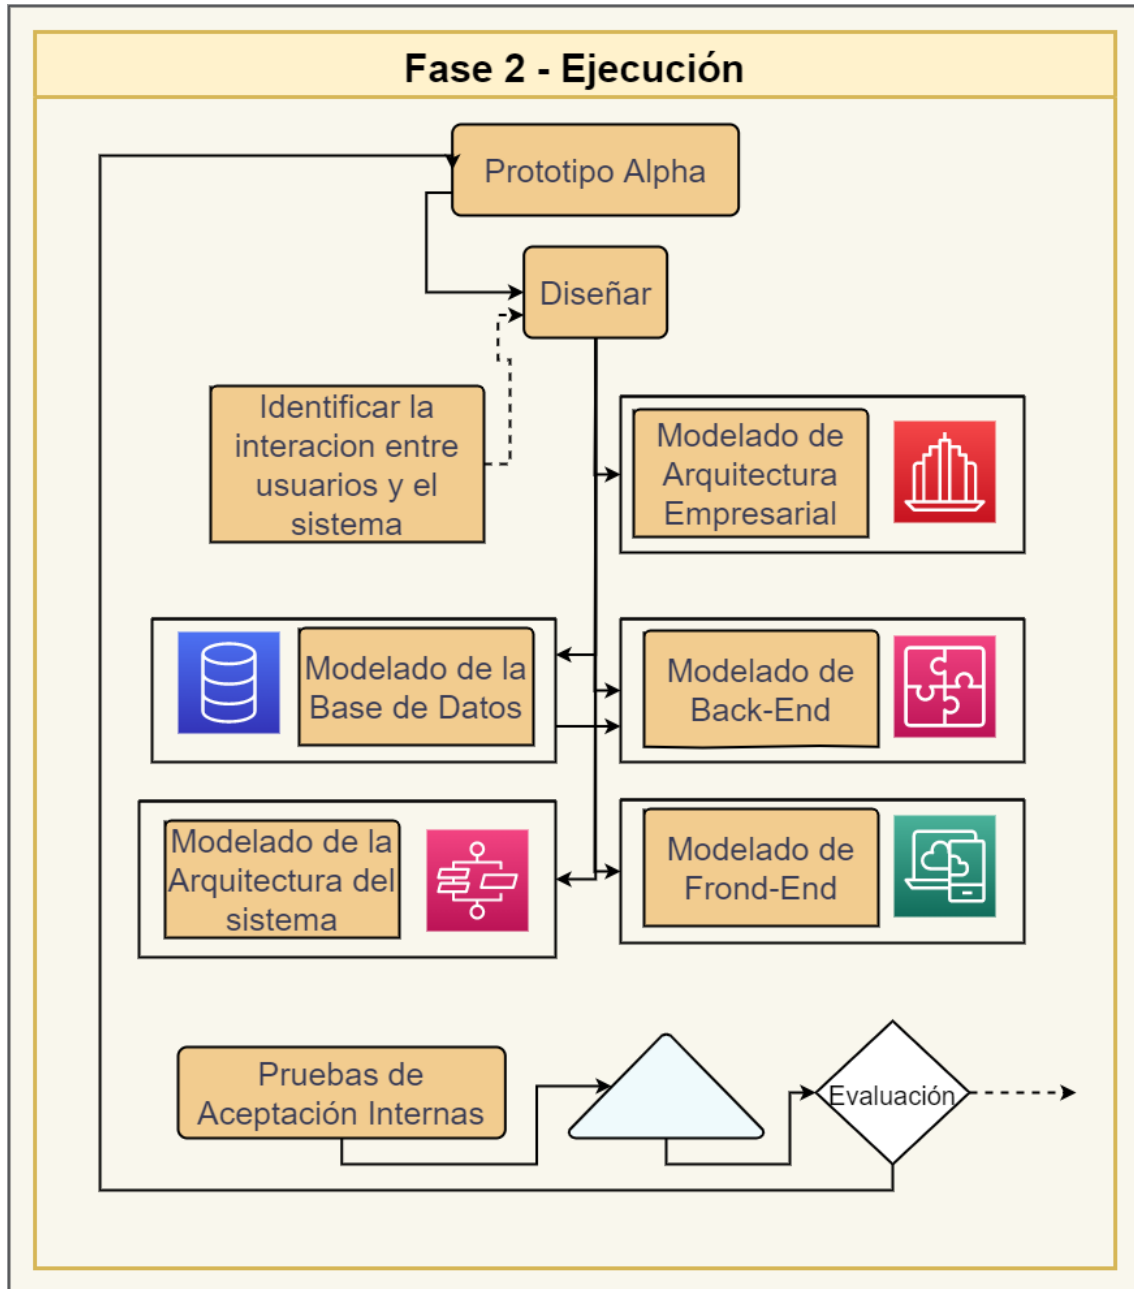 Fase 2 - Ejecución
Prototipo Alpha
Diseñar
Identificar la
interacion entre
usuarios y el
sistema
Modelado de
Arquitectura
Empresarial
Modelado de la
Base de Datos
Modelado de
Back-End
Modelado de la
Arquitectura del
sistema
Modelado de
Frond-End
Pruebas de
Aceptación Internas
Evaluación